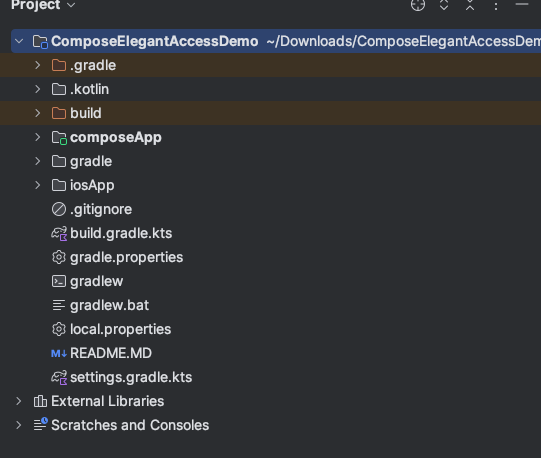 Project
ComposeElegantAccessDemo ~/Downloads/ComposeElegantAccessDem
.gradle
.kotlin
build
composeApp
gradle
iosApp
.gitignore
build.gradle.kts
gradle.properties
gradlew
gradlew.bat
local.properties
M↓ README.MD
settings.gradle.kts
External Libraries
Scratches and Consoles